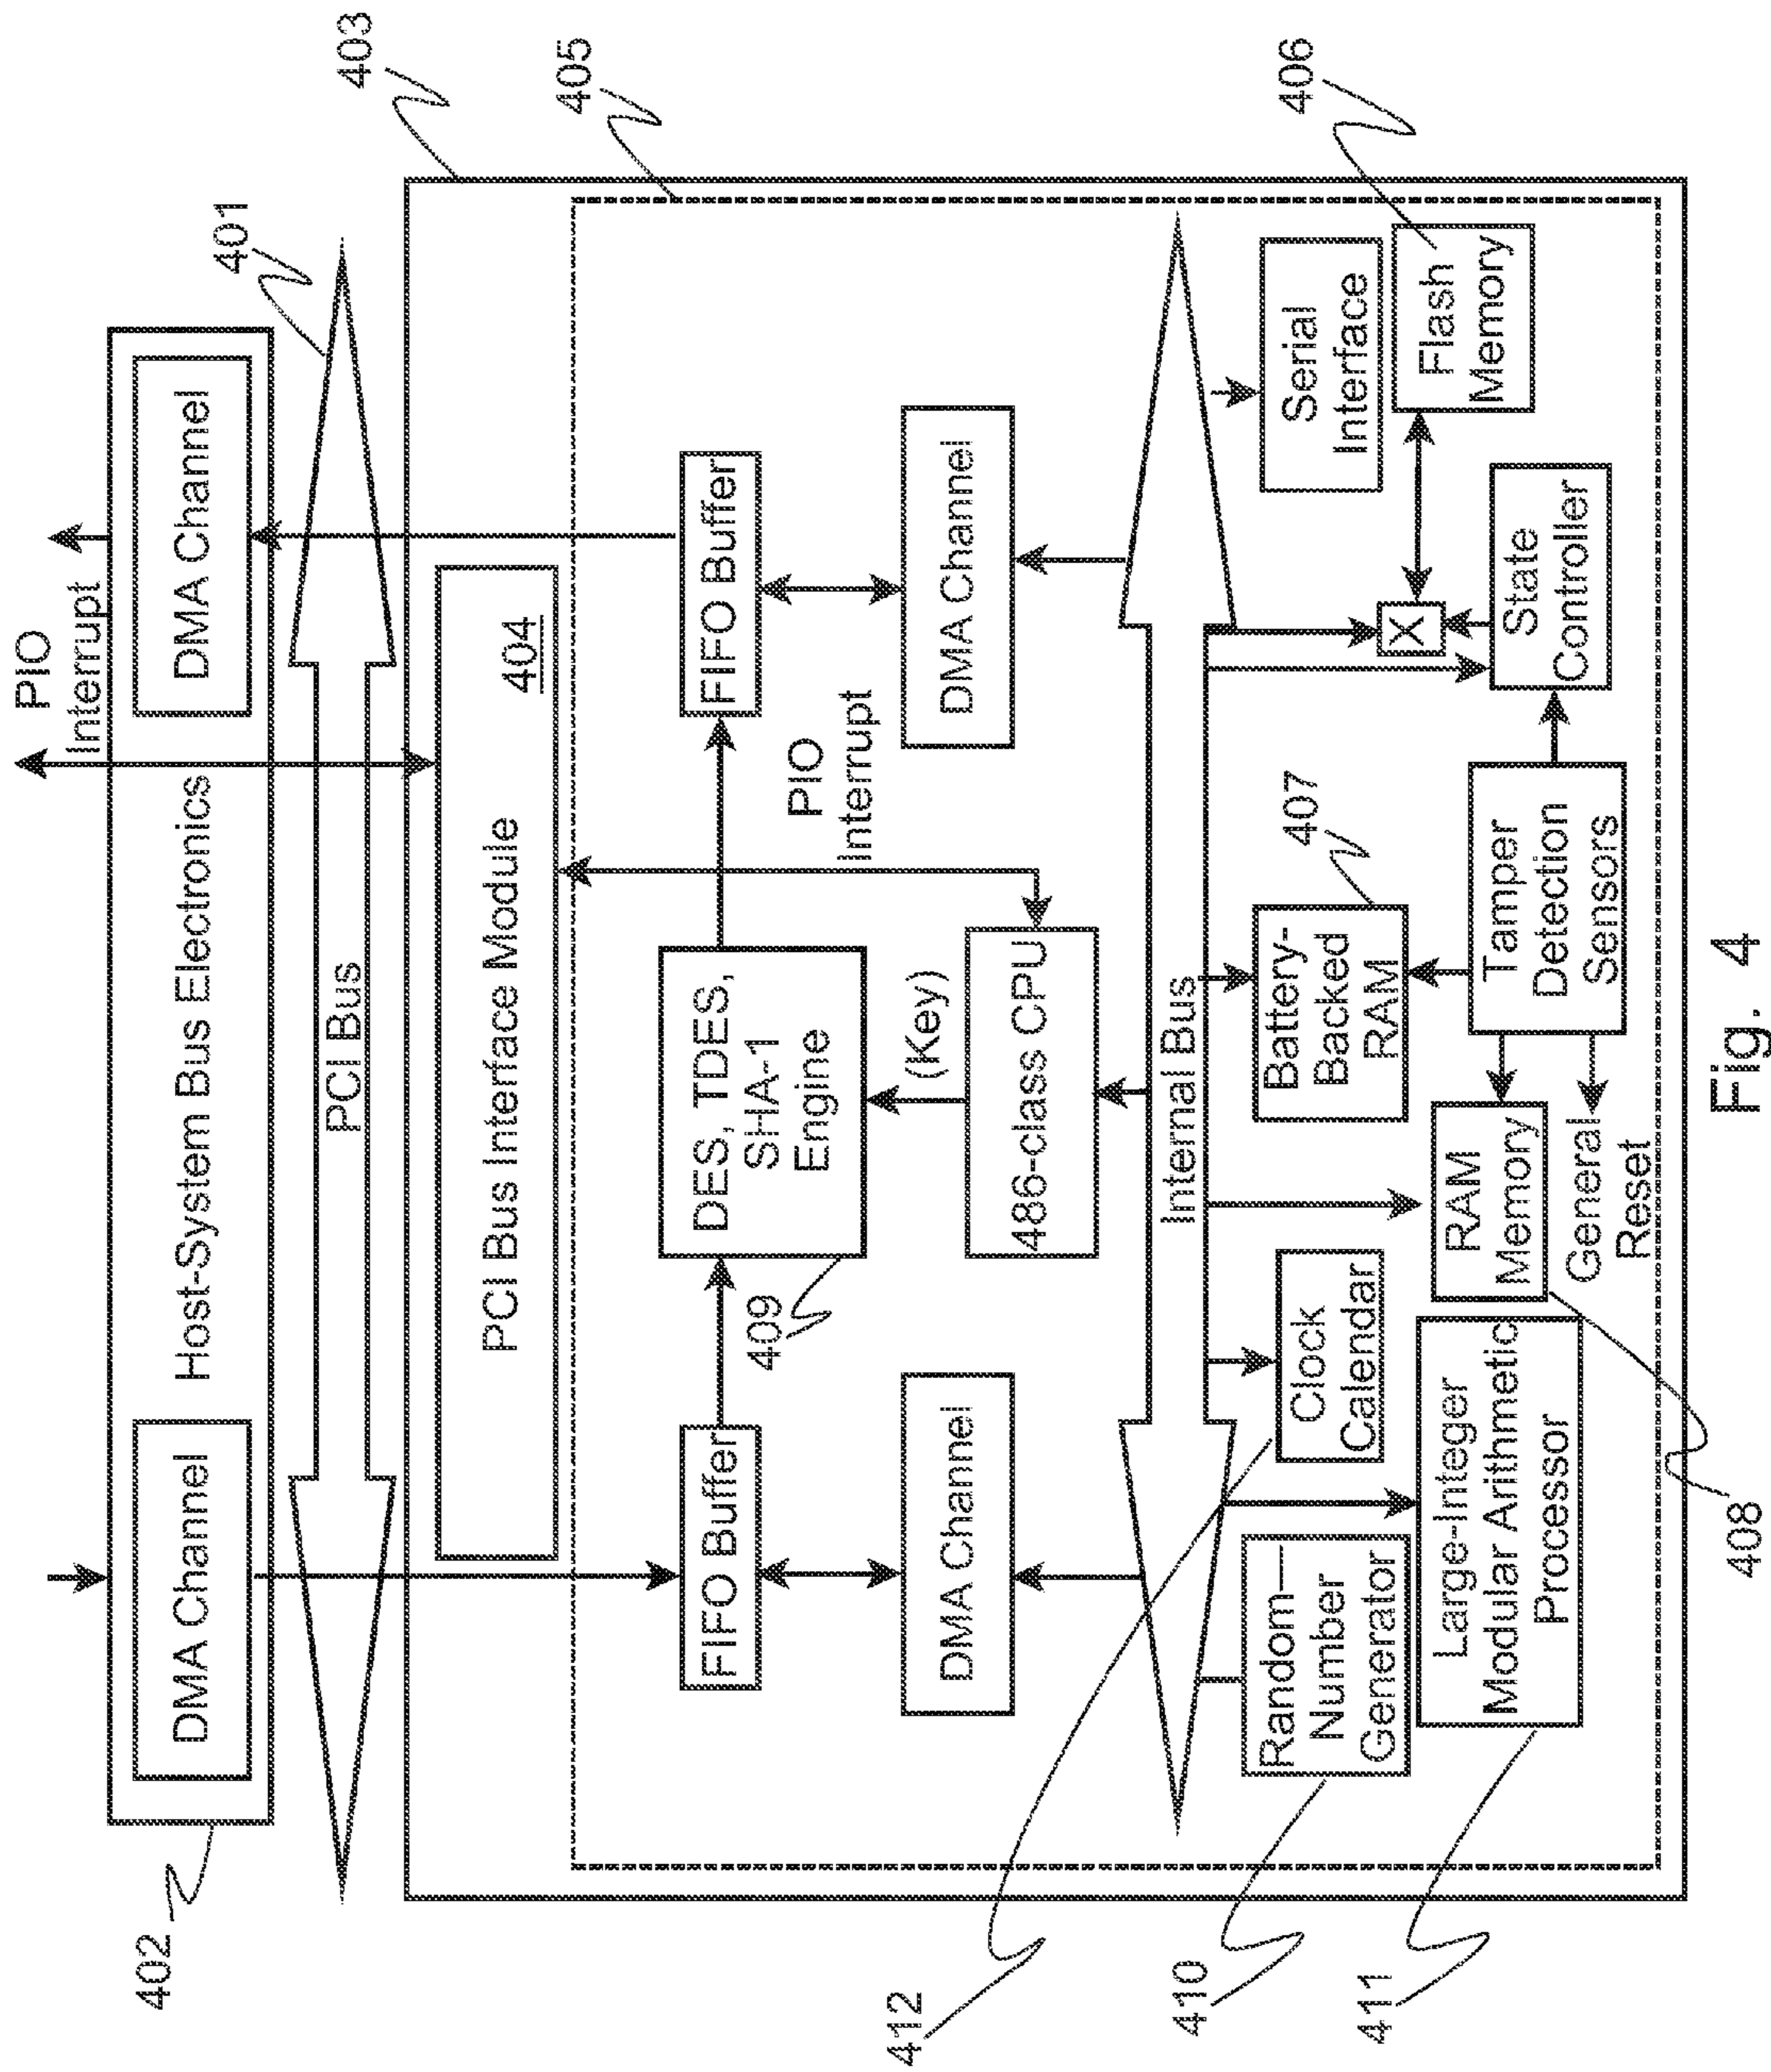 PIO
Interrupt
403
401
405
DMA Channel
Host-System Bus Electronics
DMA Channel
402
PCI Bus
PCI Bus Interface Module
404
FIFO Buffer
DES, TDES,
SHA-1
Engine
FIFO Buffer
409
PIO
Interrupt
(Key)
DMA Channel
486-class CPU
DMA Channel
Internal Bus
412
410
411
Random—
Number
Generator
Clock
Calendar
Battery-
Backed
RAM
407
Serial
Interface
406
Large-Integer
Modular Arithmetic
Processor
RAM
Memory
X
Flash
Memory
General
Reset
Tamper
Detection
Sensors
State
Controller
408
Fig. 4